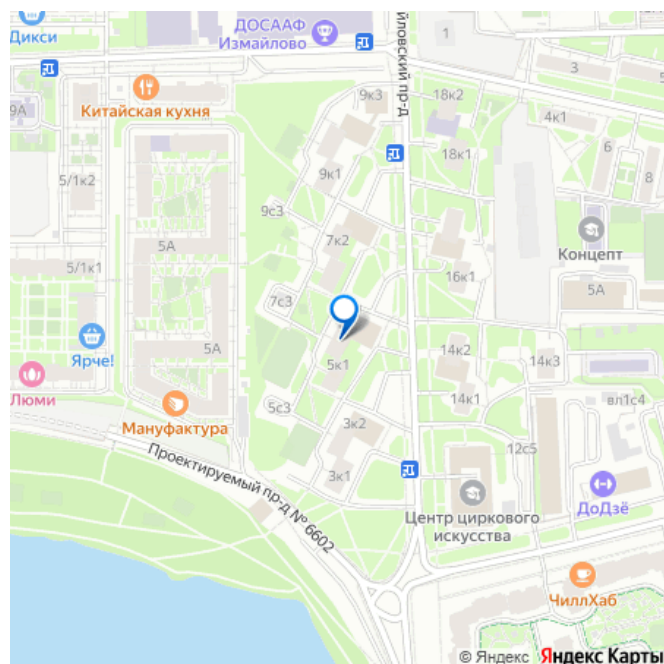 Дикси
ДОСААФ
Измайлово
йловский пр-д
1
3
9А
Китайская кухня
9к3
18к2
4к1
6
8
18к1
5/1к2
9к1
9с3
7к2
5А
Концепт
5/1к1
16к1
5А
7с3
Ярче!
5А
14к2
14к3
5к1
Люми
14к1
вл1с4
5с3
Мануфактура
3к2
12с5
3к1
Проектируемый пр-д № 6602
ДоДзё
Центр циркового
искусства
ЧиллХаб
© Яндекс Яндекс Карты